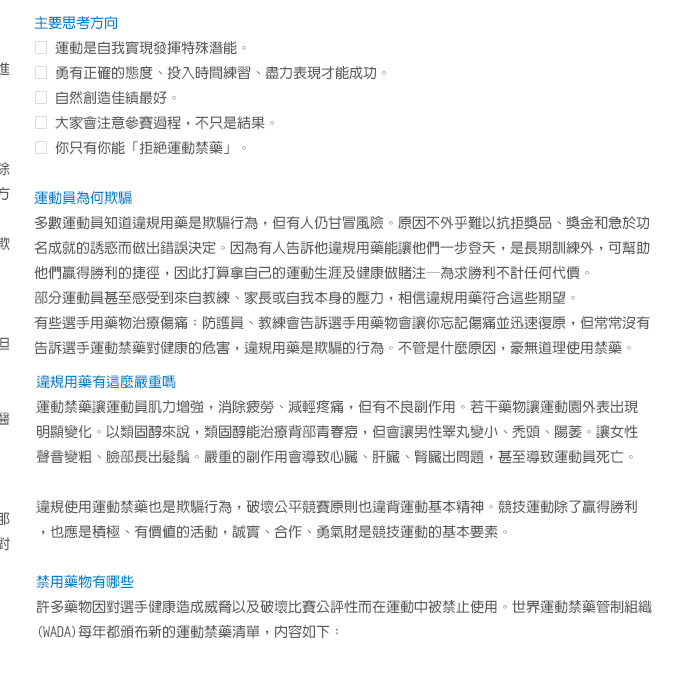 主要思考方向
□ 運動是自我實現發揮特殊潛能。
□ 勇有正確的態度、投入時間練習、盡力表現才能成功。
□ 自然創造佳績最好。
□ 大家會注意參賽過程，不只是結果。
□ 你只有你能「拒絕運動禁藥」。
運動員為何欺騙
多數運動員知道違規用藥是欺騙行為，但有人仍甘冒風險。原因不外乎難以抗拒獎品、獎金和急於功
名成就的誘惑而做出錯誤決定。因為有人告訴他違規用藥能讓他們一步登天，是長期訓練外，可幫助
他們贏得勝利的捷徑，因此打算拿自己的運動生涯及健康做賭注─為求勝利不計任何代價。
部分運動員甚至感受到來自教練、家長或自我本身的壓力，相信違規用藥符合這些期望。
有些選手用藥物治療傷痛；防護員、教練會告訴選手用藥物會讓你忘記傷痛並迅速復原，但常常沒有
告訴選手運動禁藥對健康的危害，違規用藥是欺騙的行為。不管是什麼原因，豪無道理使用禁藥。
違規用藥有這麼嚴重嗎
運動禁藥讓運動員肌力增強，消除疲勞、減輕疼痛，但有不良副作用。若干藥物讓運動園外表出現
明顯變化。以類固醇來說，類固醇能治療背部青春痘，但會讓男性睪丸變小、禿頭、陽萎。讓女性
聲音變粗、臉部長出髮鬚。嚴重的副作用會導致心臟、肝臟、腎臟出問題，甚至導致運動員死亡。
違規使用運動禁藥也是欺騙行為，破壞公平競賽原則也違背運動基本精神。競技運動除了贏得勝利
，也應是積極、有價值的活動，誠實、合作、勇氣財是競技運動的基本要素。
禁用藥物有哪些
許多藥物因對選手健康造成威脅以及破壞比賽公評性而在運動中被禁止使用。世界運動禁藥管制組織
(WADA)每年都頒布新的運動禁藥清單，內容如下：
進
除
方
欺
但
醫
那
對